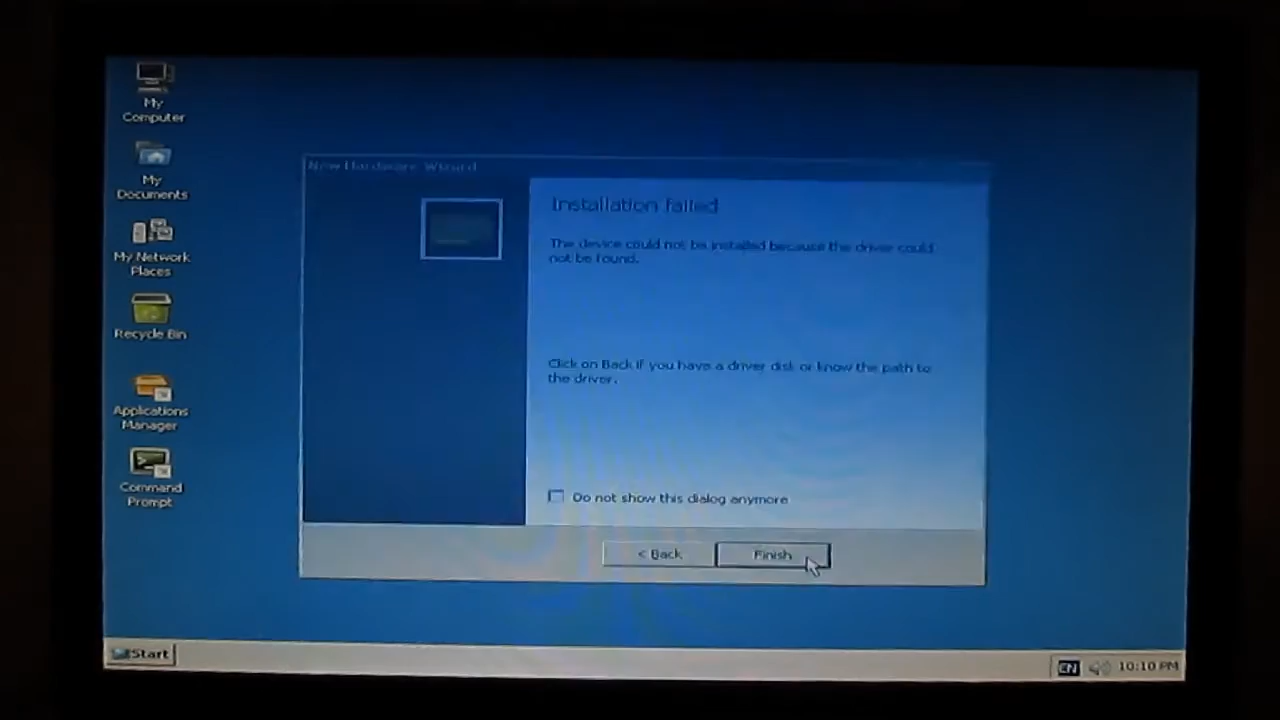 My
Computer
My
Documents
My Network
Places
Recycle Bin
Applications
Manager
Command
Prompt
New Hardware Wizard
Installation failed
The device could not be installed because the driver could
not be found.
Click on Back if you have a driver disk or know the path to
the driver.
Do not show this dialog anymore
< Back
Finish
Start
EN
10:10 PM